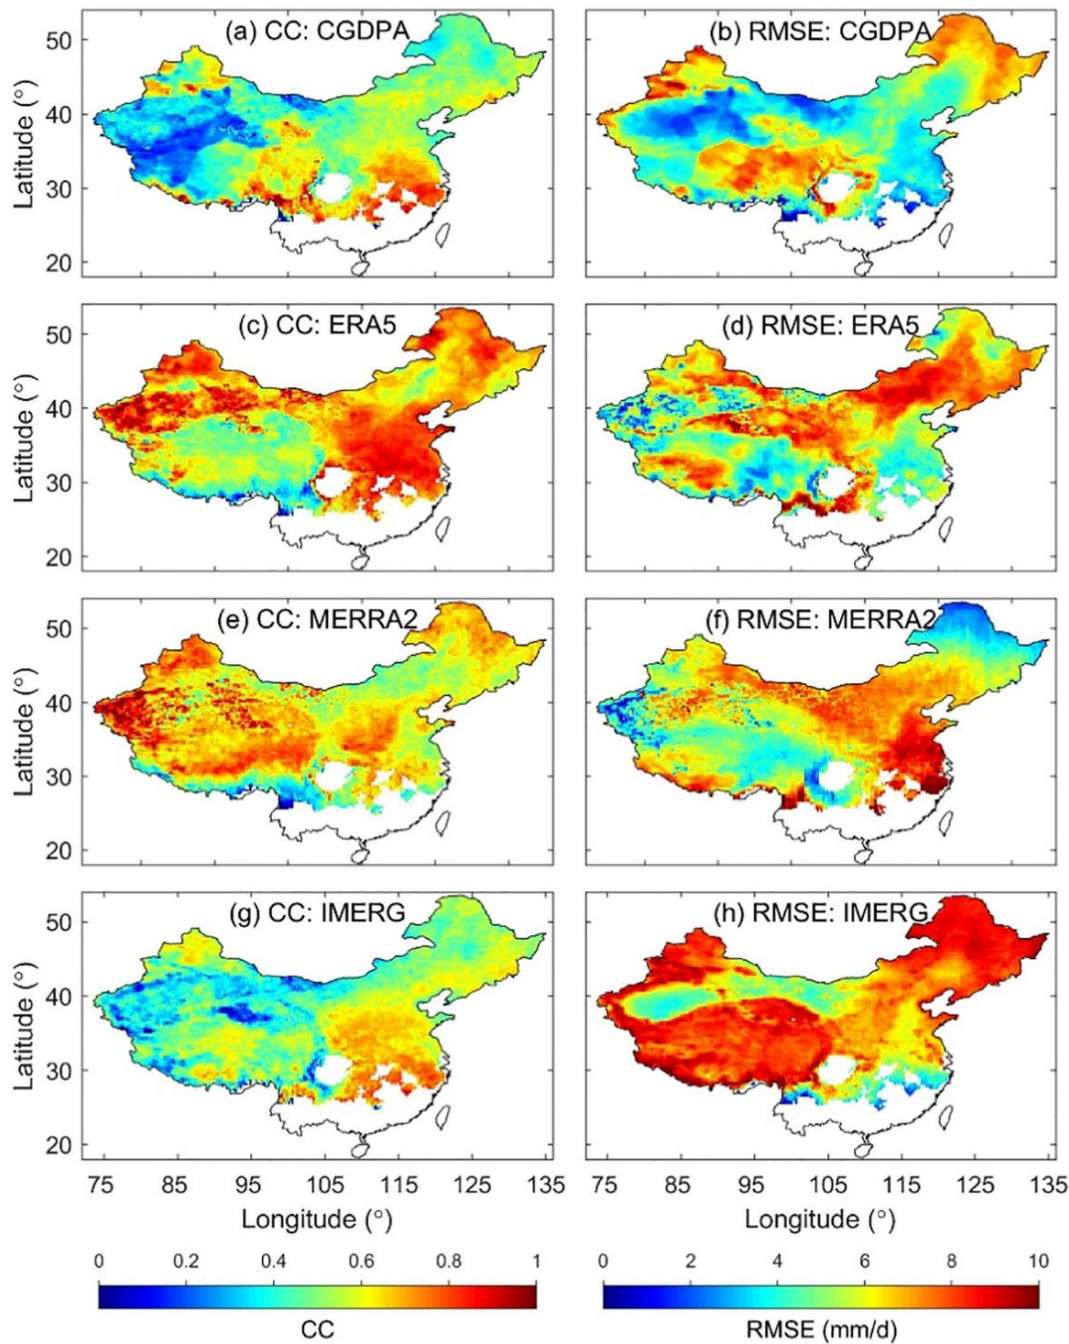 (a) CC: CGDPA
(b) RMSE: CGDPA
50
40
30
20
Latitude (°)
(c) CC: ERA5
(d) RMSE: ERA5
50
40
30
20
Latitude (°)
(e) CC: MERRA2
(f) RMSE: MERRA2
50
40
30
20
Latitude (°)
(g) CC: IMERG
(h) RMSE: IMERG
50
40
30
20
Latitude (°)
75 85 95 105 115 125 135
75 85 95 105 115 125 135
Longitude (°)
Longitude (°)
0 0.2 0.4 0.6 0.8 1
0 2 4 6 8 10
CC
RMSE (mm/d)